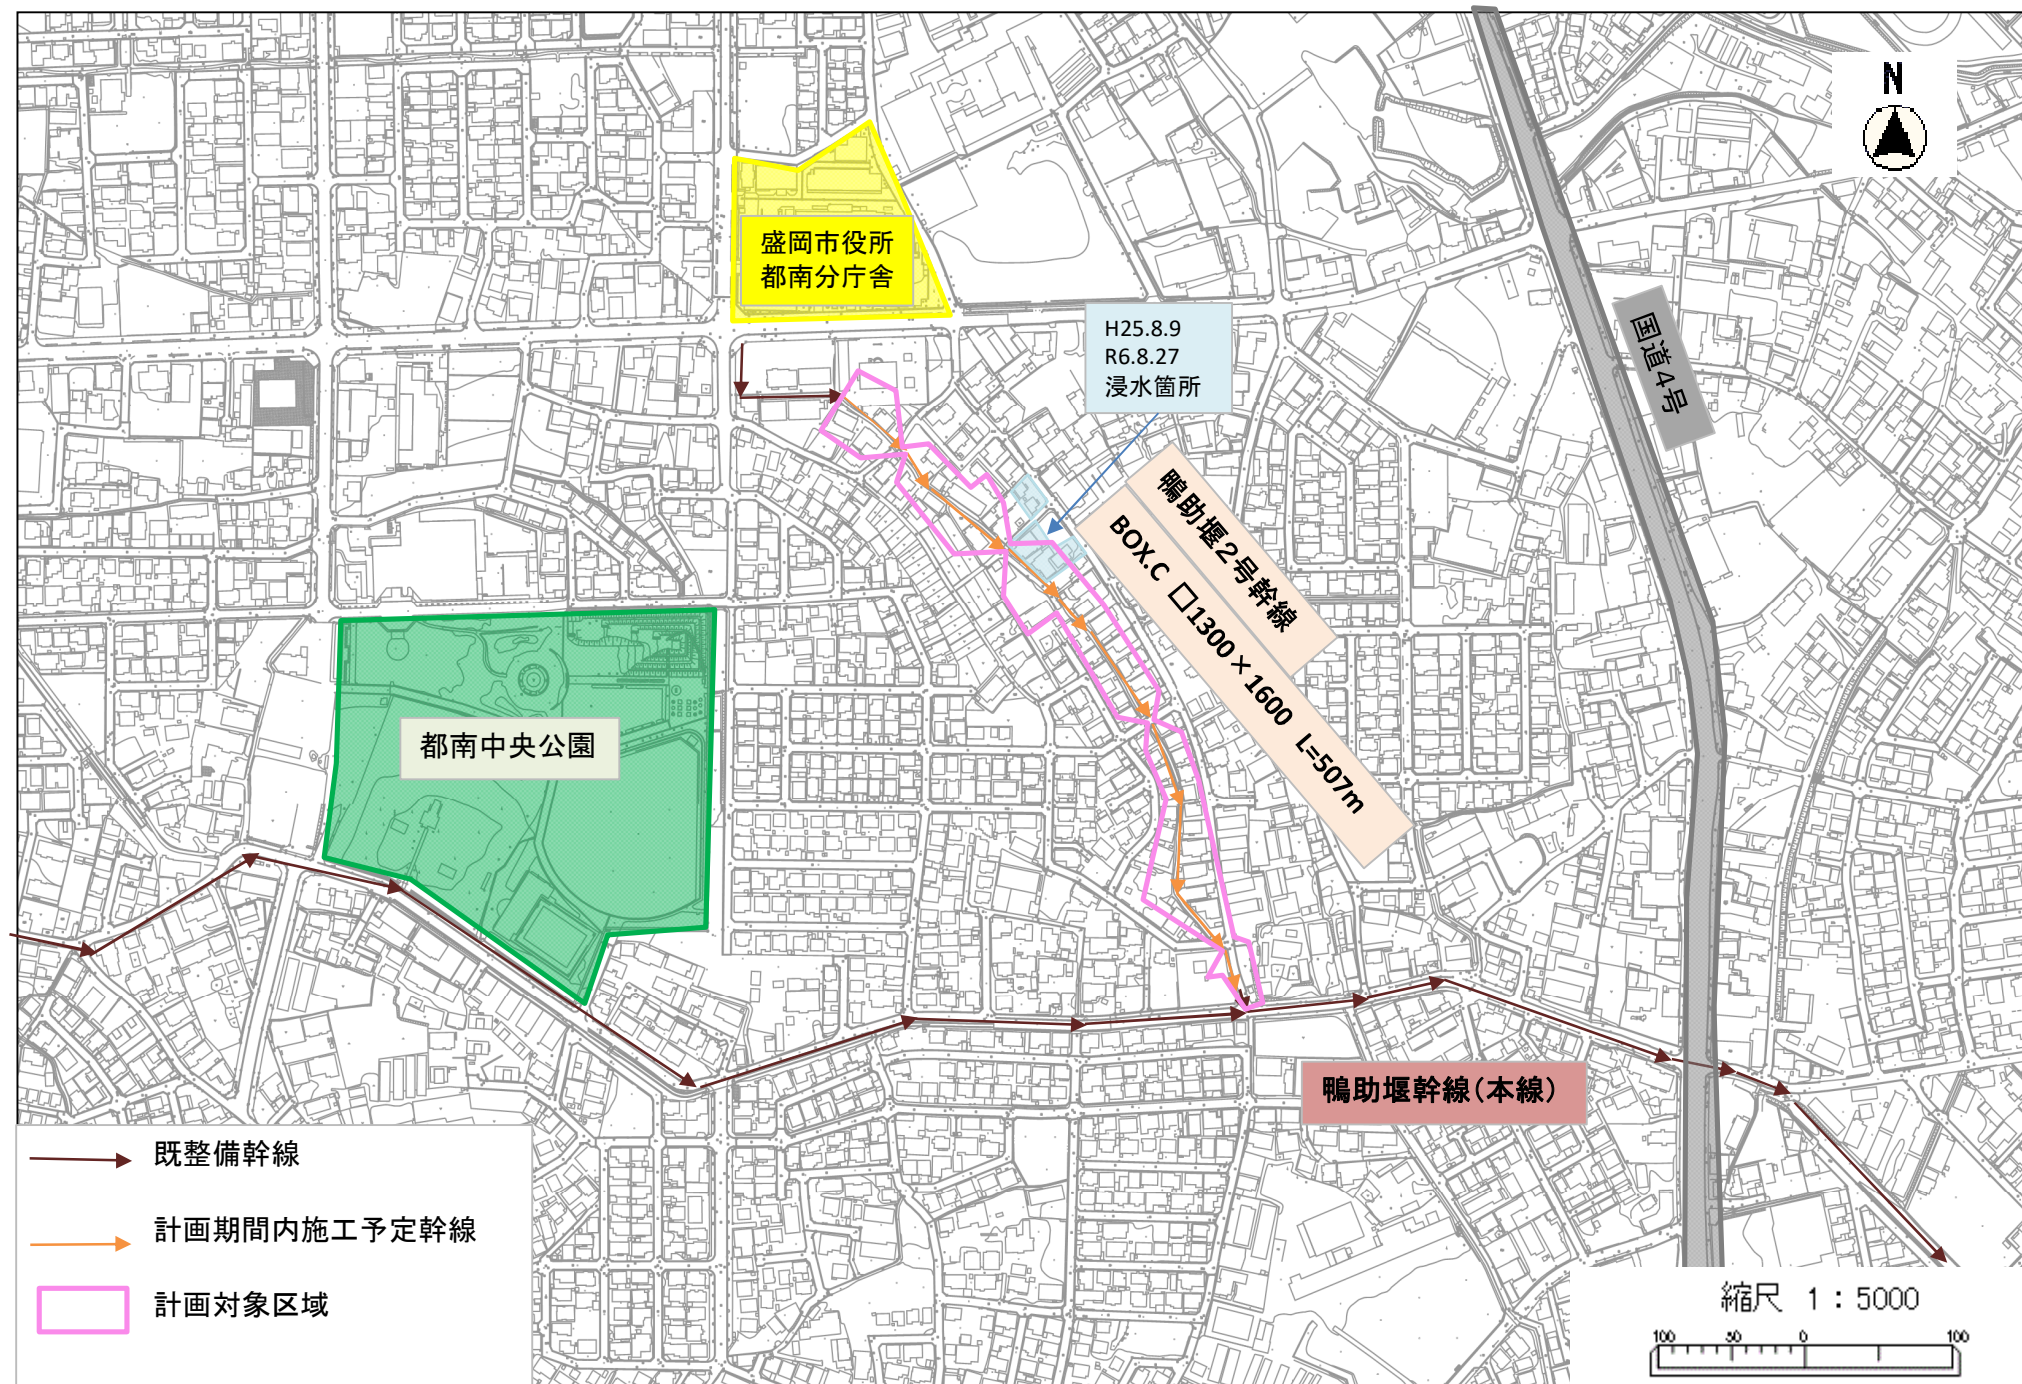 N
盛岡市役所
都南分庁舎
H25.8.9
R6.8.27
浸水箇所
国道4号
鴨助堰2号幹線
BOX.C □1300×1600 L=507m
都南中央公園
鴨助堰幹線(本線)
既整備幹線
計画期間内施工予定幹線
計画対象区域
縮尺 1:5000
100 50 0 100